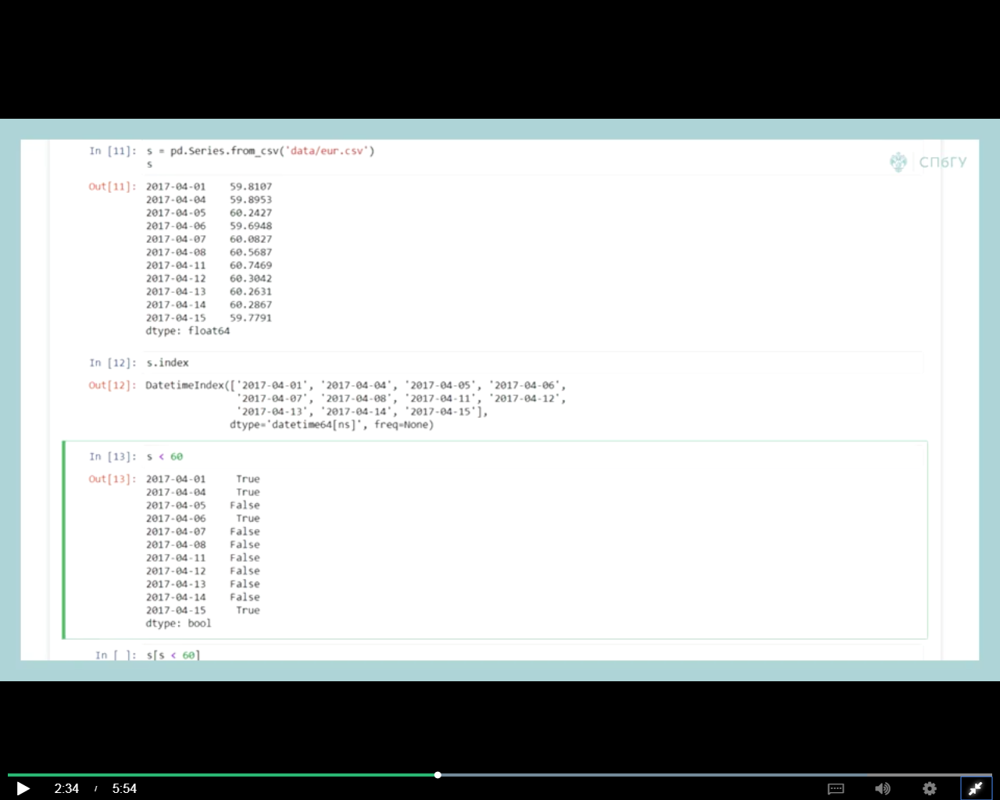 In [11]: s = pd.Series.from_csv('data/eur.csv')
s
СПбГУ
Out[11]: 2017-04-01 59.8107
2017-04-04 59.8953
2017-04-05 60.2427
2017-04-06 59.6948
2017-04-07 60.0827
2017-04-08 60.5687
2017-04-11 60.7469
2017-04-12 60.3042
2017-04-13 60.2631
2017-04-14 60.2867
2017-04-15 59.7791
dtype: float64
In [12]: s.index
Out[12]: DatetimeIndex(['2017-04-01', '2017-04-04', '2017-04-05', '2017-04-06',
'2017-04-07', '2017-04-08', '2017-04-11', '2017-04-12',
'2017-04-13', '2017-04-14', '2017-04-15'],
dtype='datetime64[ns]', freq=None)
In [13]: s < 60
Out[13]: 2017-04-01 True
2017-04-04 True
2017-04-05 False
2017-04-06 True
2017-04-07 False
2017-04-08 False
2017-04-11 False
2017-04-12 False
2017-04-13 False
2017-04-14 False
2017-04-15 True
dtype: bool
In [ ]: s[s < 60]
2:34 / 5:54